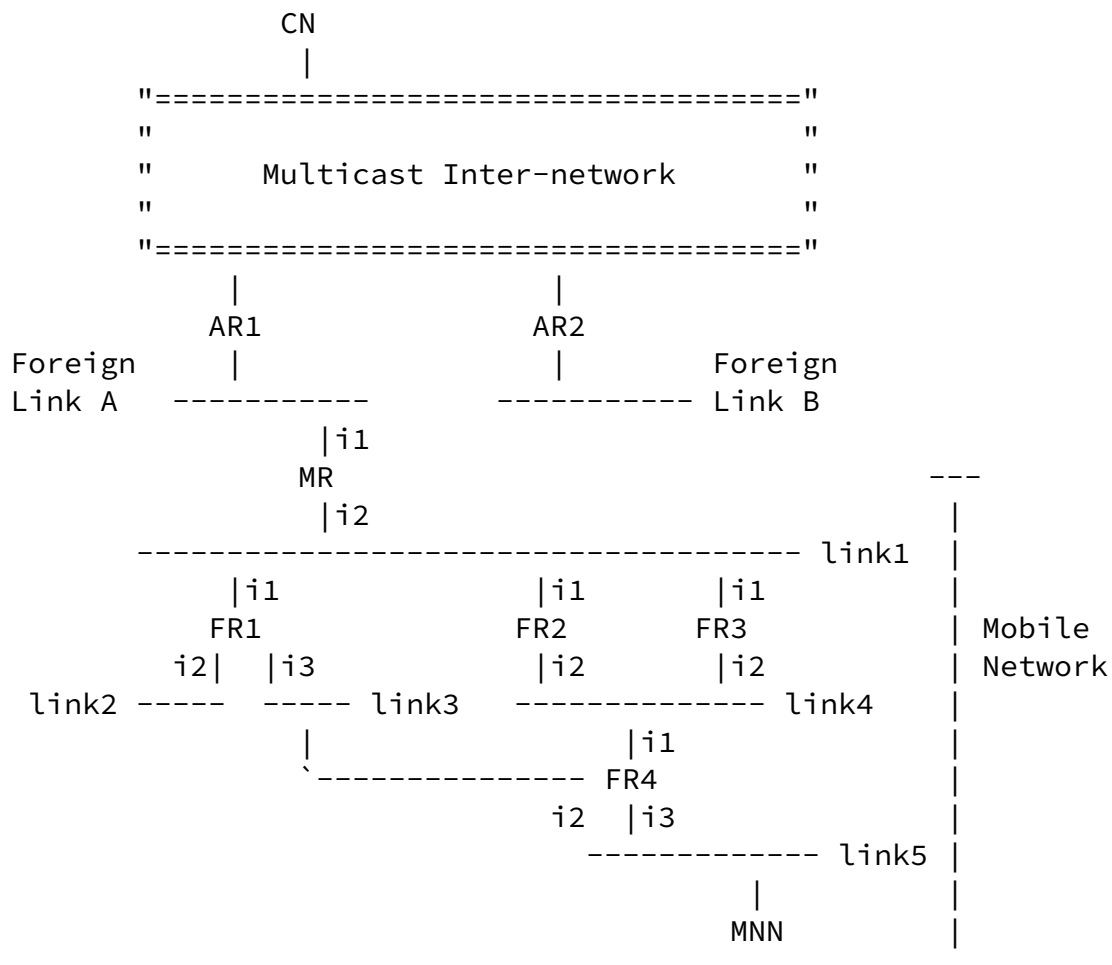 CN
               |
      "===================================="
      "                                    "
      "      Multicast Inter-network       "
      "                                    "
      "===================================="
           |                 |
          AR1               AR2
Foreign     |                 |        Foreign
Link A   -----------       ----------- Link B
                 |i1
                MR                                 ---
                 |i2                                |
       ------------------------------------- link1  |
            |i1              |i1       |i1          |
           FR1              FR2       FR3           | Mobile
         i2|  |i3            |i2       |i2          | Network
 link2 -----  ----- link3   -------------- link4    |
                |                 |i1               |
                `--------------- FR4                |
                              i2  |i3               |
                                ------------- link5 |
                                         |          |
                                        MNN         |